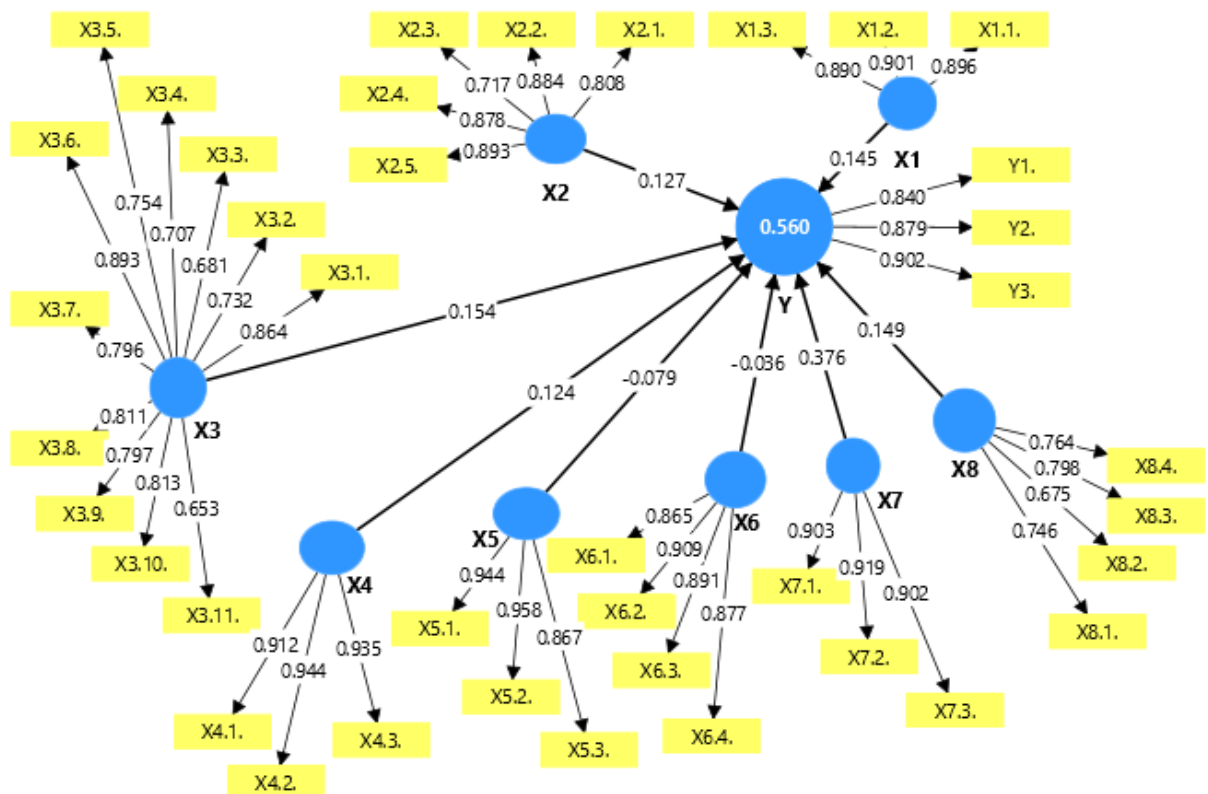 X3.5.
X2.3.
X2.2.
X2.1.
X1.3.
X1.2.
X1.1.
0.717
0.884
0.808
0.890
0.901
0.896
X3.4.
X2.4.
0.878
X3.6.
X3.3.
X2.5.
0.893
X2
X1
0.127
0.145
Y1.
0.840
Y2.
0.879
Y3.
0.902
0.560
Y
0.754
0.707
0.893
0.681
X3.2.
0.732
X3.1.
0.864
X3.7.
0.796
0.154
0.149
-0.036
0.376
-0.079
0.124
X3
0.811
X3.8.
0.797
X3.9.
0.813
X3.10.
0.653
X3.11.
X8
0.764
X8.4.
0.798
X8.3.
0.675
X8.2.
0.746
X8.1.
X4
0.912
0.944
0.935
X4.1.
X4.2.
X4.3.
X5
0.944
0.958
0.867
X5.1.
X5.2.
X5.3.
X6
0.865
X6.1.
0.909
X6.2.
0.891
X6.3.
0.877
X6.4.
X7
0.903
X7.1.
0.919
X7.2.
0.902
X7.3.